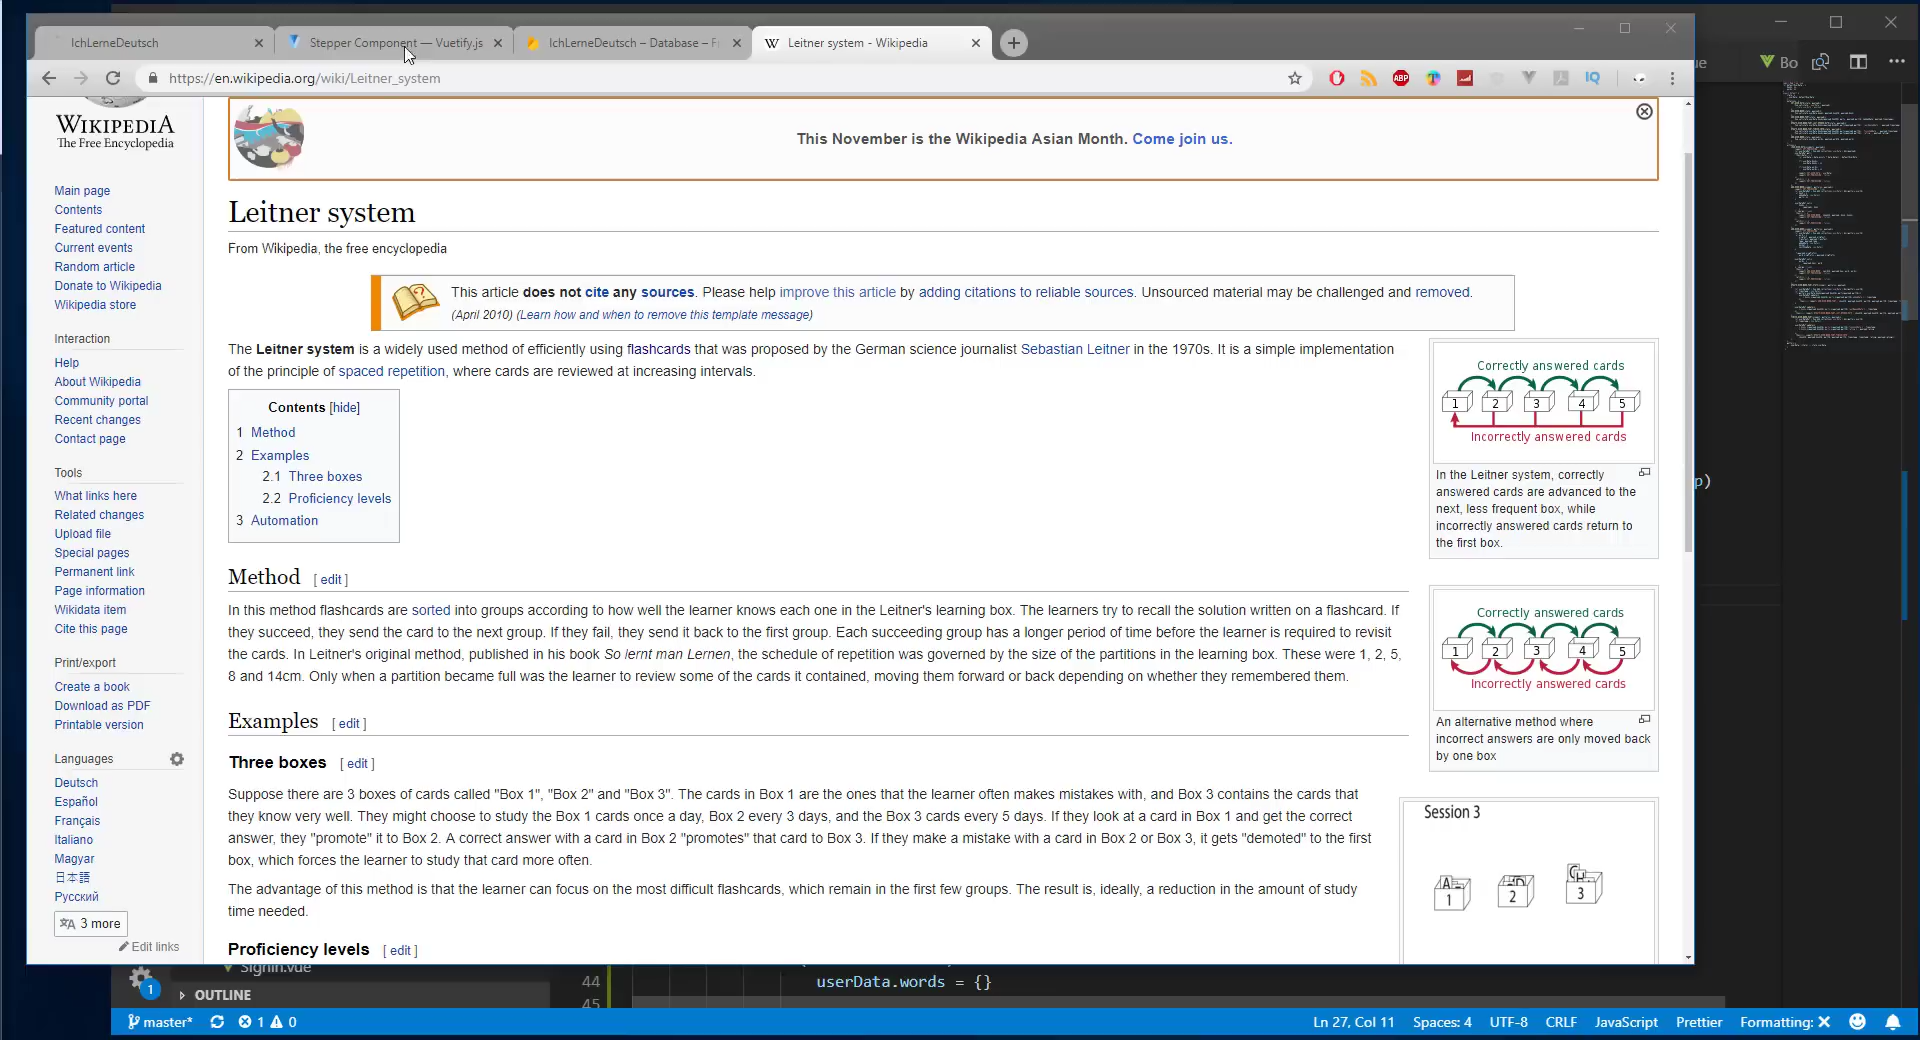 IchLerneDeutsch
Stepper Component — Vuetify.js
IchLerneDeutsch – Database – F
Leitner system - Wikipedia
https://en.wikipedia.org/wiki/Leitner_system
ABP
IQ
ue
Bo
WIKIPEDIA
The Free Encyclopedia
Main page
Contents
Featured content
Current events
Random article
Donate to Wikipedia
Wikipedia store
Interaction
Help
About Wikipedia
Community portal
Recent changes
Contact page
Tools
What links here
Related changes
Upload file
Special pages
Permanent link
Page information
Wikidata item
Cite this page
Print/export
Create a book
Download as PDF
Printable version
Languages
Deutsch
Español
Français
Italiano
Magyar
日本語
Русский
3 more
Edit links
This November is the Wikipedia Asian Month. Come join us.
Leitner system
From Wikipedia, the free encyclopedia
This article does not cite any sources. Please help improve this article by adding citations to reliable sources. Unsourced material may be challenged and removed.
(April 2010) (Learn how and when to remove this template message)
The Leitner system is a widely used method of efficiently using flashcards that was proposed by the German science journalist Sebastian Leitner in the 1970s. It is a simple implementation
of the principle of spaced repetition, where cards are reviewed at increasing intervals.
Contents [hide]
1 Method
2 Examples
2.1 Three boxes
2.2 Proficiency levels
3 Automation
Method [ edit ]
In this method flashcards are sorted into groups according to how well the learner knows each one in the Leitner's learning box. The learners try to recall the solution written on a flashcard. If
they succeed, they send the card to the next group. If they fail, they send it back to the first group. Each succeeding group has a longer period of time before the learner is required to revisit
the cards. In Leitner's original method, published in his book So lernt man Lernen, the schedule of repetition was governed by the size of the partitions in the learning box. These were 1, 2, 5,
8 and 14cm. Only when a partition became full was the learner to review some of the cards it contained, moving them forward or back depending on whether they remembered them.
Examples [ edit ]
Three boxes [ edit ]
Suppose there are 3 boxes of cards called "Box 1", "Box 2" and "Box 3". The cards in Box 1 are the ones that the learner often makes mistakes with, and Box 3 contains the cards that
they know very well. They might choose to study the Box 1 cards once a day, Box 2 every 3 days, and the Box 3 cards every 5 days. If they look at a card in Box 1 and get the correct
answer, they "promote" it to Box 2. A correct answer with a card in Box 2 "promotes" that card to Box 3. If they make a mistake with a card in Box 2 or Box 3, it gets "demoted" to the first
box, which forces the learner to study that card more often.
The advantage of this method is that the learner can focus on the most difficult flashcards, which remain in the first few groups. The result is, ideally, a reduction in the amount of study
time needed.
Proficiency levels [ edit ]
Correctly answered cards
1 2 3 4 5
Incorrectly answered cards
In the Leitner system, correctly
answered cards are advanced to the
next, less frequent box, while
incorrectly answered cards return to
the first box.
Correctly answered cards
1 2 3 4 5
Incorrectly answered cards
An alternative method where
incorrect answers are only moved back
by one box
Session 3
1 2 3
p)
SignIn.vue
1
OUTLINE
44 userData.words = {}
45
master* 1 0
Ln 27, Col 11 Spaces: 4 UTF-8 CRLF JavaScript Prettier Formatting: ✕